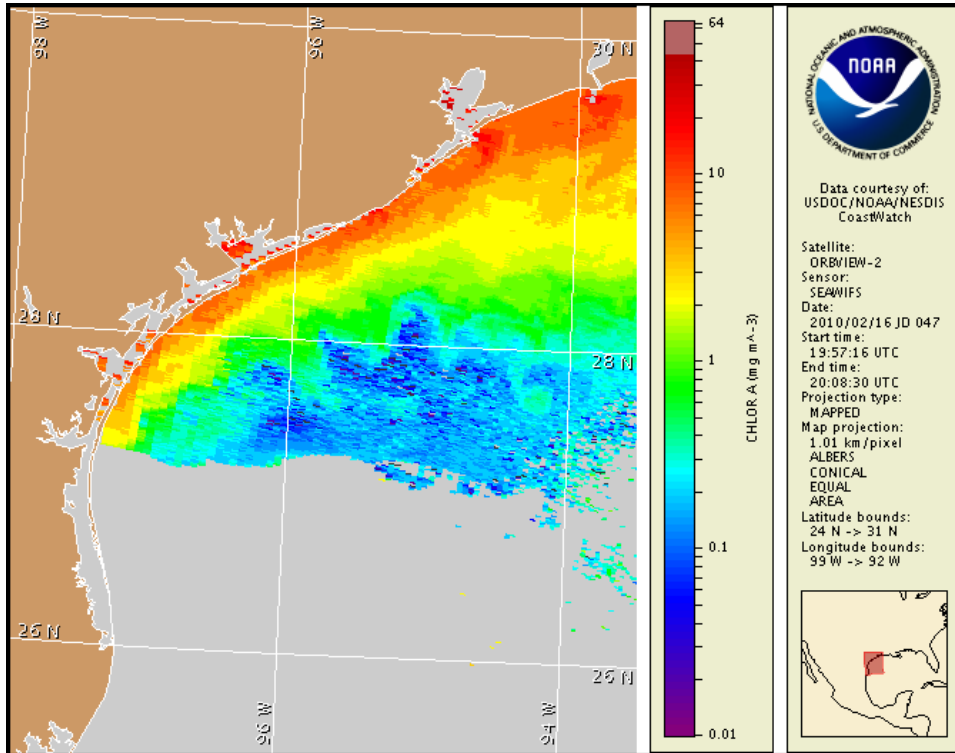 98 W
96 W
30 N
28 N
28 N
26 N
26 N
96 W
94 W
64
10
1
0.1
0.01
CHLOR A (mg m^-3)
NATIONAL OCEANIC AND ATMOSPHERIC ADMINISTRATION
NOAA
U.S. DEPARTMENT OF COMMERCE
Data courtesy of:
USDOC/NOAA/NESDIS
CoastWatch
Satellite:
ORBVIEW-2
Sensor:
SEAWIFS
Date:
2010/02/16 JD 047
Start time:
19:57:16 UTC
End time:
20:08:30 UTC
Projection type:
MAPPED
Map projection:
1.01 km/pixel
ALBERS
CONICAL
EQUAL
AREA
Latitude bounds:
24 N -> 31 N
Longitude bounds:
99 W -> 92 W